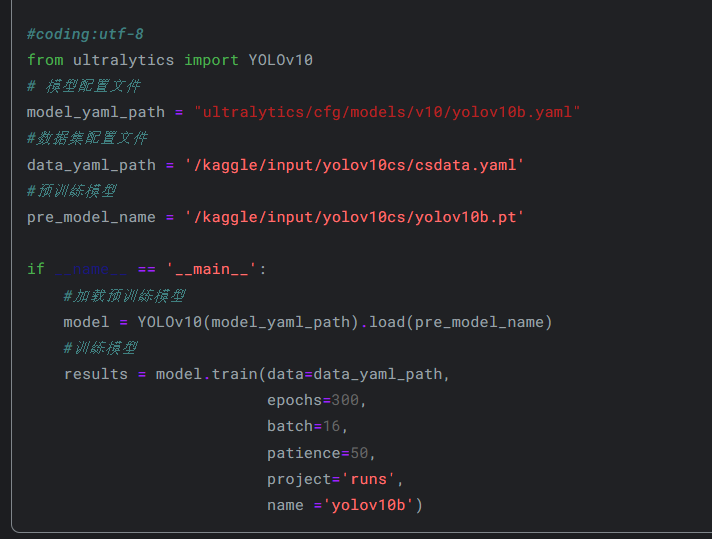 #coding:utf-8
from ultralytics import YOLOv10
# 模型配置文件
model_yaml_path = "ultralytics/cfg/models/v10/yolov10b.yaml"
#数据集配置文件
data_yaml_path = '/kaggle/input/yolov10cs/csdata.yaml'
#预训练模型
pre_model_name = '/kaggle/input/yolov10cs/yolov10b.pt'
if __name__ == '__main__':
#加载预训练模型
model = YOLOv10(model_yaml_path).load(pre_model_name)
#训练模型
results = model.train(data=data_yaml_path,
epochs=300,
batch=16,
patience=50,
project='runs',
name ='yolov10b')